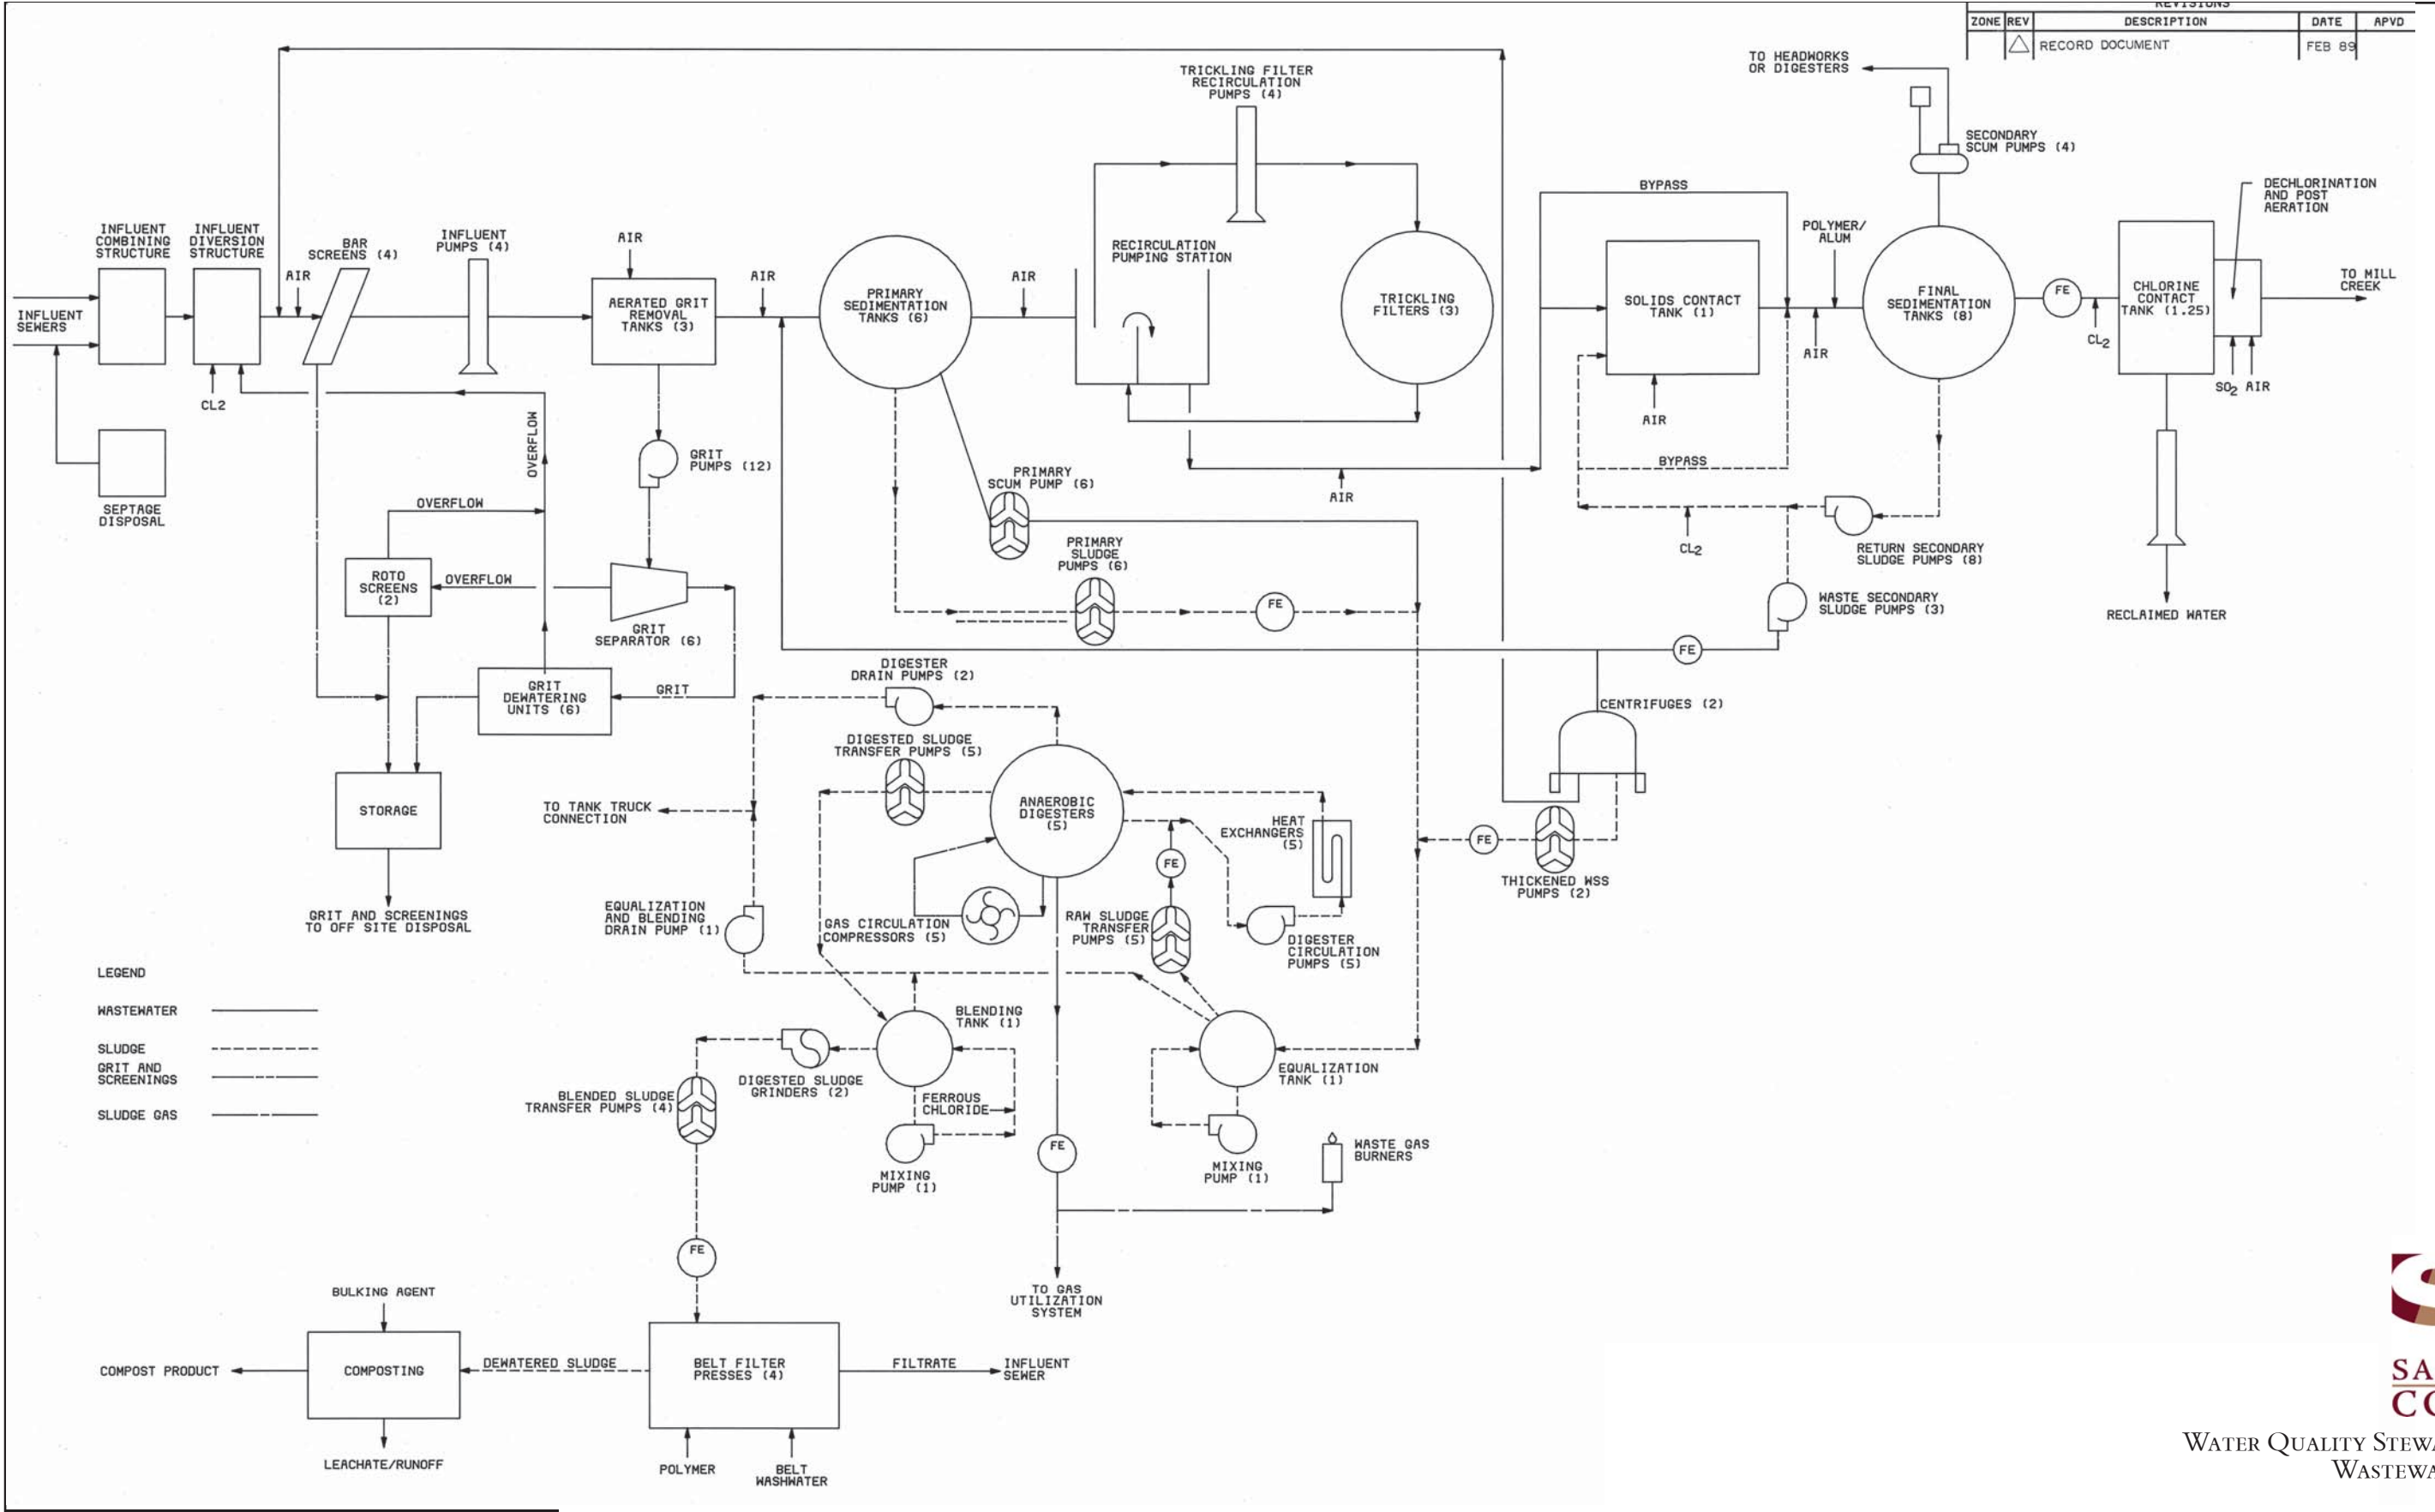 REVISIONS
ZONE REV DESCRIPTION DATE APVD
RECORD DOCUMENT FEB 89
TO HEADWORKS
OR DIGESTERS
TRICKLING FILTER
RECIRCULATION
PUMPS (4)
SECONDARY
SCUM PUMPS (4)
BYPASS
DECHLORINATION
AND POST
AERATION
INFLUENT
COMBINING
STRUCTURE
INFLUENT
DIVERSION
STRUCTURE
AIR
BAR
SCREENS (4)
INFLUENT
PUMPS (4)
AIR
AIR
RECIRCULATION
PUMPING STATION
AIR
POLYMER/
ALUM
INFLUENT
SEWERS
AERATED GRIT
REMOVAL
TANKS (3)
PRIMARY
SEDIMENTATION
TANKS (6)
TRICKLING
FILTERS (3)
SOLIDS CONTACT
TANK (1)
FINAL
SEDIMENTATION
TANKS (8)
FE
CHLORINE
CONTACT
TANK (1.25)
TO MILL
CREEK
CL2
AIR
CL2
SO2 AIR
CL2
AIR
OVERFLOW
SEPTAGE
DISPOSAL
GRIT
PUMPS (12)
PRIMARY
SCUM PUMP (6)
AIR
BYPASS
OVERFLOW
PRIMARY
SLUDGE
PUMPS (6)
CL2
RETURN SECONDARY
SLUDGE PUMPS (8)
ROTO
SCREENS
(2)
OVERFLOW
FE
WASTE SECONDARY
SLUDGE PUMPS (3)
RECLAIMED WATER
GRIT
SEPARATOR (6)
FE
GRIT
DEWATERING
UNITS (6)
GRIT
DIGESTER
DRAIN PUMPS (2)
CENTRIFUGES (2)
DIGESTED SLUDGE
TRANSFER PUMPS (5)
STORAGE
TO TANK TRUCK
CONNECTION
ANAEROBIC
DIGESTERS
(5)
HEAT
EXCHANGERS
(5)
FE
FE
THICKENED WSS
PUMPS (2)
GRIT AND SCREENINGS
TO OFF SITE DISPOSAL
EQUALIZATION
AND BLENDING
DRAIN PUMP (1)
GAS CIRCULATION
COMPRESSORS (5)
RAW SLUDGE
TRANSFER
PUMPS (5)
DIGESTER
CIRCULATION
PUMPS (5)
LEGEND
WASTEWATER
SLUDGE
GRIT AND
SCREENINGS
SLUDGE GAS
BLENDING
TANK (1)
EQUALIZATION
TANK (1)
DIGESTED SLUDGE
GRINDERS (2)
BLENDED SLUDGE
TRANSFER PUMPS (4)
FERROUS
CHLORIDE
MIXING
PUMP (1)
FE
MIXING
PUMP (1)
WASTE GAS
BURNERS
FE
TO GAS
UTILIZATION
SYSTEM
BULKING AGENT
COMPOST PRODUCT
COMPOSTING
DEWATERED SLUDGE
BELT FILTER
PRESSES (4)
FILTRATE
INFLUENT
SEWER
LEACHATE/RUNOFF
POLYMER
BELT
WASHWATER
SA
CO
WATER QUALITY STEWA
WASTEWA